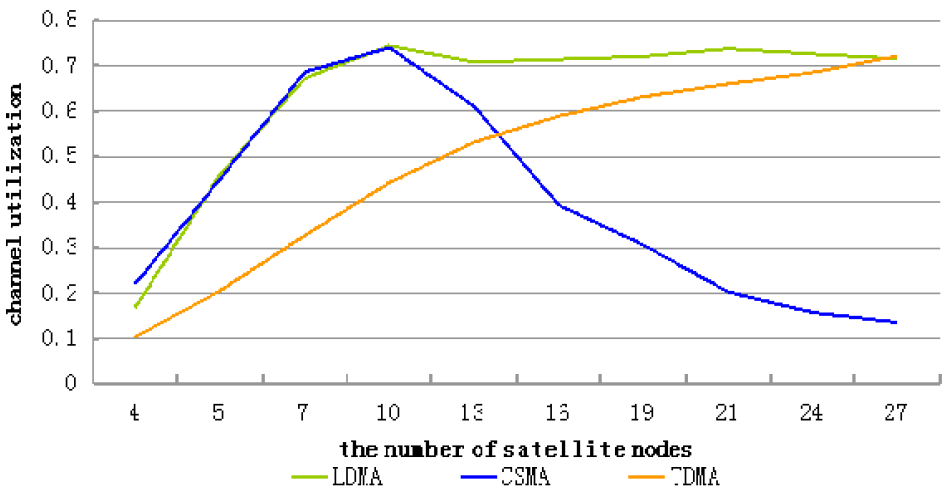 0.8
0.7
0.6
0.5
0.4
0.3
0.2
0.1
0
channel utilization
4 5 7 10 13 13 19 21 24 27
the number of satellite nodes
LDMA CSMA TDMA